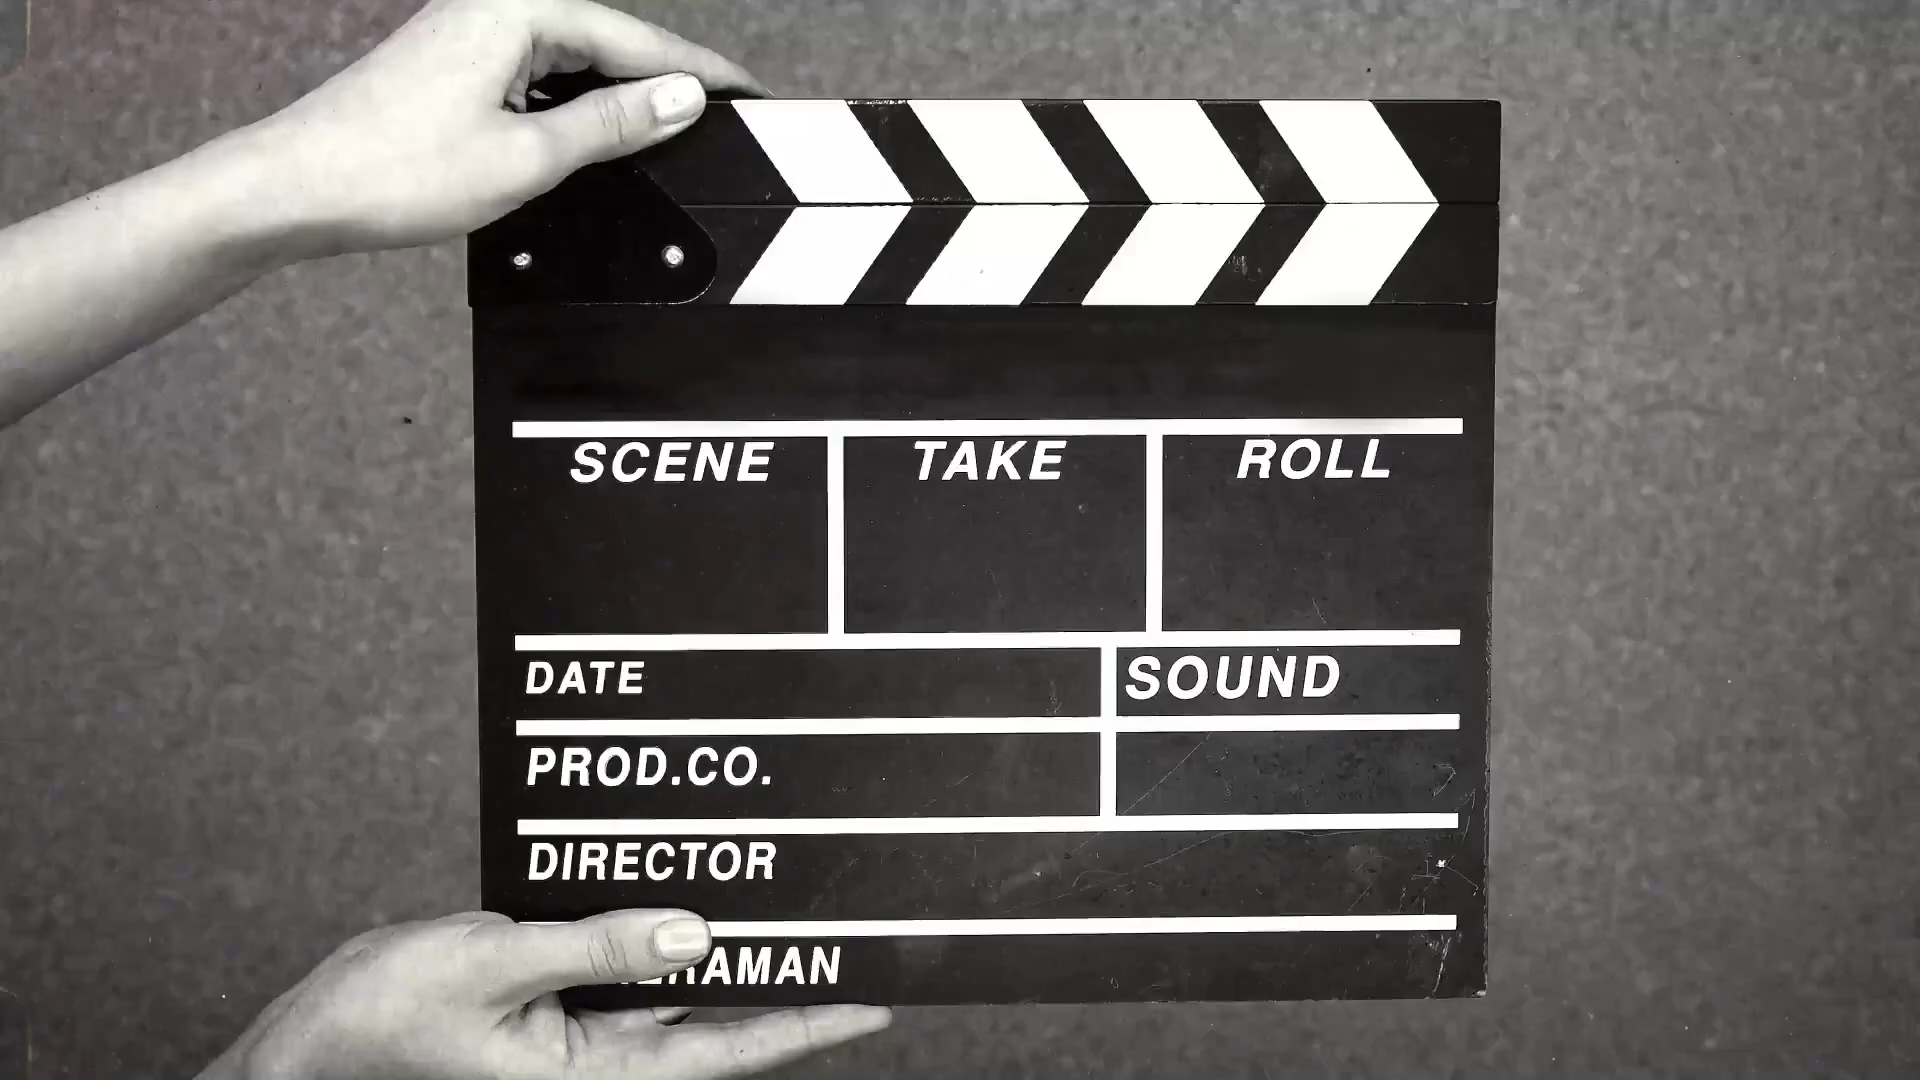 SCENE TAKE ROLL
DATE SOUND
PROD.CO.
DIRECTOR